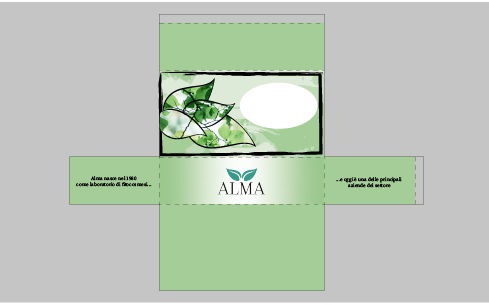 Alma nasce nel 1980
come laboratorio di fitocosmesi...
ALMA
...e oggi è una delle principali
aziende del settore